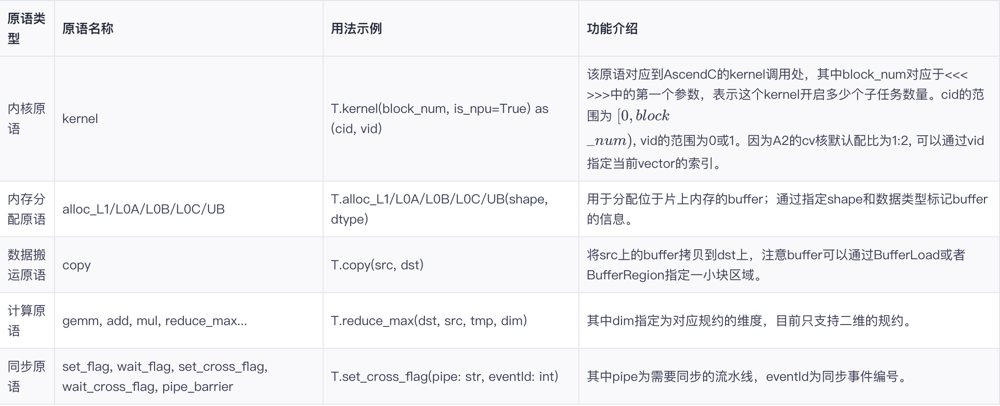 原语类
型
原语名称
用法示例
功能介绍
内核原
语
kernel
T.kernel(block_num, is_npu=True) as
(cid, vid)
该原语对应到AscendC的kernel调用处，其中block_num对应于<<<
>>>中的第一个参数，表示这个kernel开启多少个子任务数量。cid的范
围为 [0, block
_num), vid的范围为0或1。因为A2的cv核默认配比为1:2, 可以通过vid
指定当前vector的索引。
内存分
配原语
alloc_L1/L0A/L0B/L0C/UB
T.alloc_L1/L0A/L0B/L0C/UB(shape,
dtype)
用于分配位于片上内存的buffer；通过指定shape和数据类型标记buffer
的信息。
数据搬
运原语
copy
T.copy(src, dst)
将src上的buffer拷贝到dst上，注意buffer可以通过BufferLoad或者
BufferRegion指定一小块区域。
计算原
语
gemm, add, mul, reduce_max...
T.reduce_max(dst, src, tmp, dim)
其中dim指定为对应规约的维度，目前只支持二维的规约。
同步原
语
set_flag, wait_flag, set_cross_flag,
wait_cross_flag, pipe_barrier
T.set_cross_flag(pipe: str, eventId: int)
其中pipe为需要同步的流水线，eventId为同步事件编号。